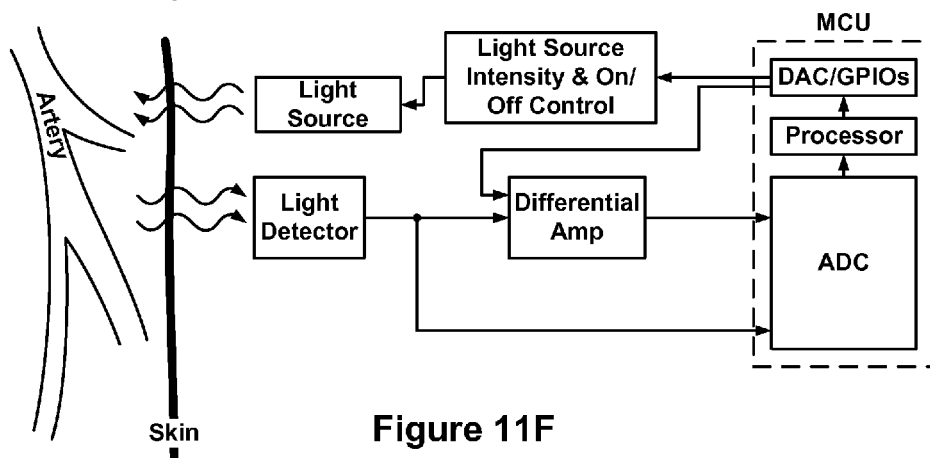 MCU
Light Source
Intensity & On/
Off Control
DAC/GPIOs
Light
Source
Artery
Processor
Light
Detector
Differential
Amp
ADC
Skin
Figure 11F